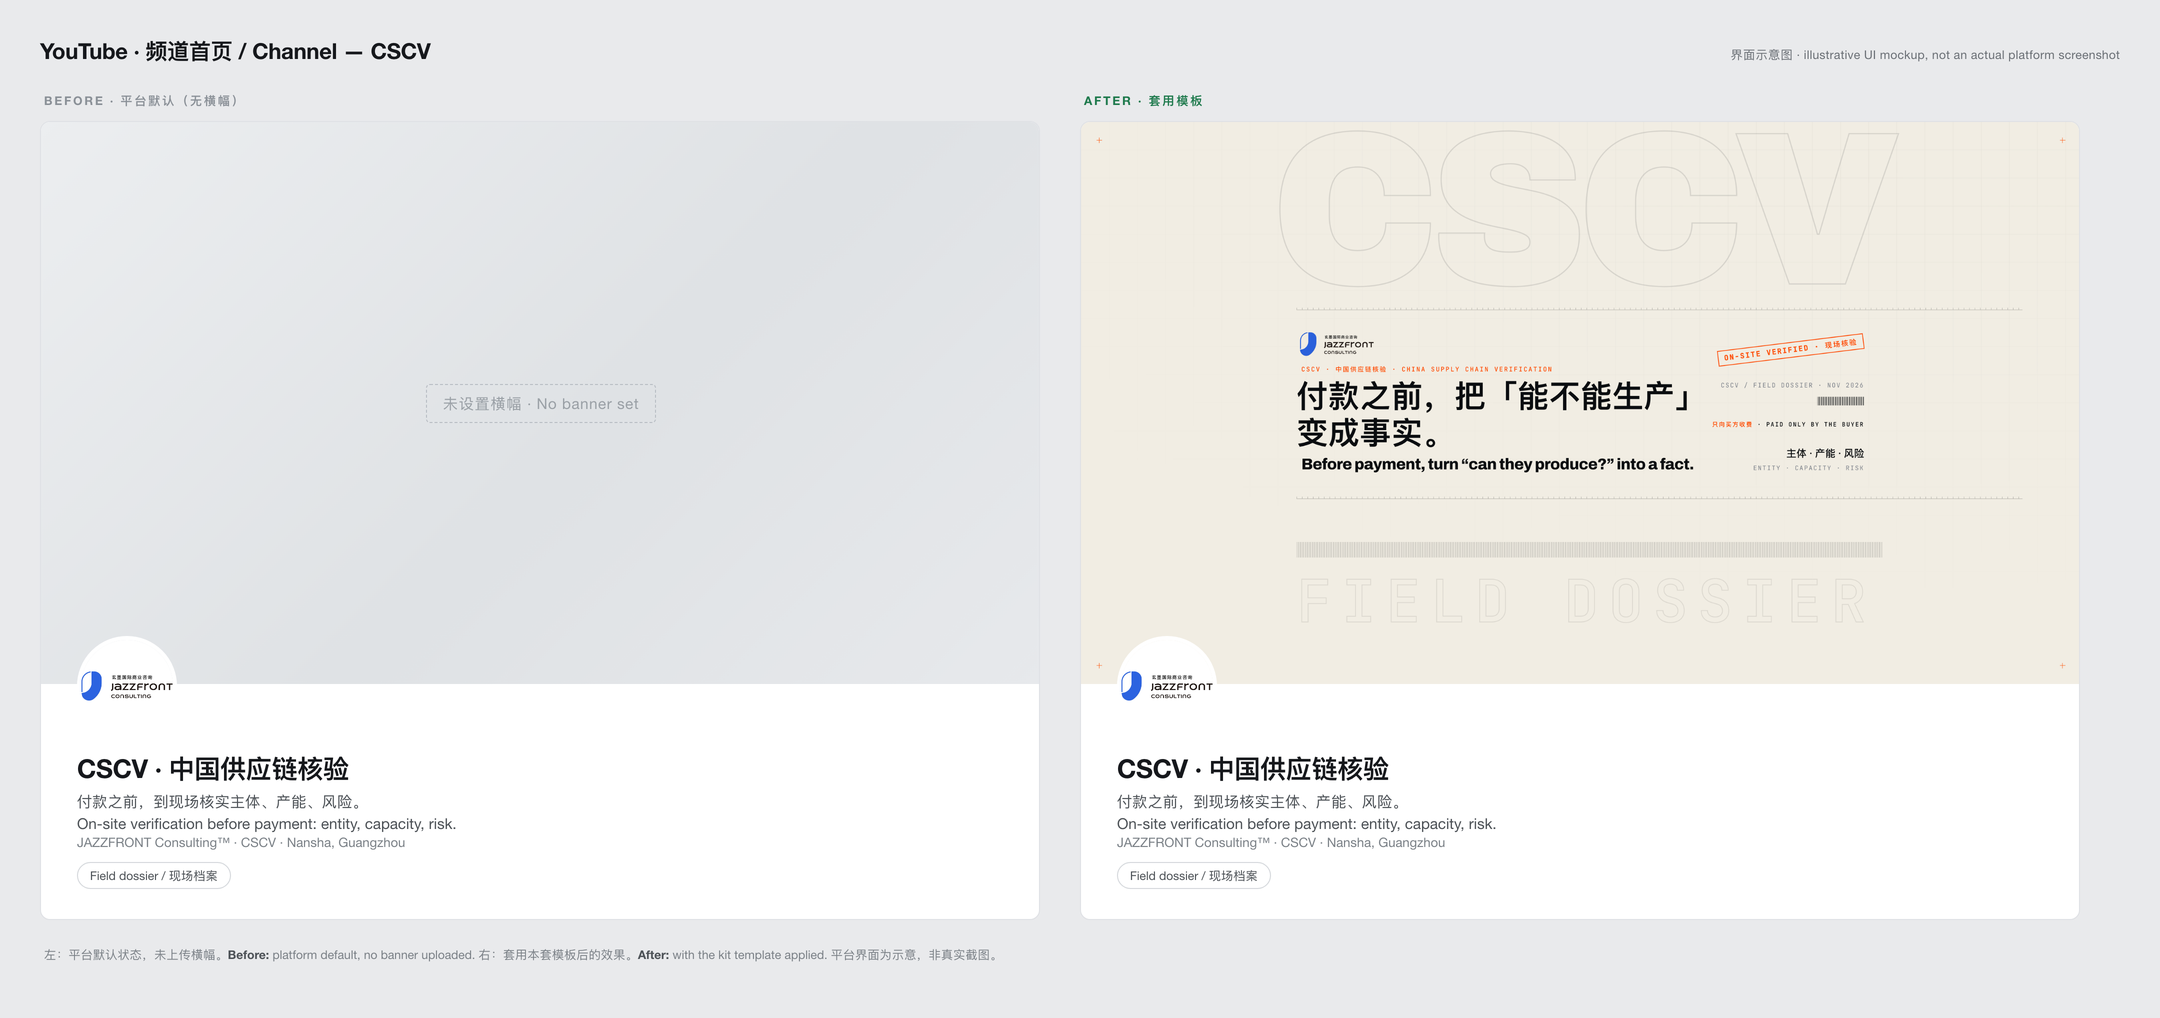 YouTube · 频道首页 / Channel — CSCV
界面示意图 · illustrative UI mockup, not an actual platform screenshot
BEFORE · 平台默认（无横幅）
未设置横幅 · No banner set
JAZZFRONT
CONSULTING
CSCV · 中国供应链核验
付款之前，到现场核实主体、产能、风险。
On-site verification before payment: entity, capacity, risk.
JAZZFRONT Consulting™ · CSCV · Nansha, Guangzhou
Field dossier / 现场档案
AFTER · 套用模板
CSCV
JAZZFRONT
CONSULTING
CSCV · 中国供应链核验 · CHINA SUPPLY CHAIN VERIFICATION
付款之前，把「能不能生产」
变成事实。
Before payment, turn “can they produce?” into a fact.
ON-SITE VERIFIED · 现场核验
CSCV / FIELD DOSSIER · NOV 2026
只向买方收费 · PAID ONLY BY THE BUYER
主体 · 产能 · 风险
ENTITY · CAPACITY · RISK
FIELD DOSSIER
JAZZFRONT
CONSULTING
CSCV · 中国供应链核验
付款之前，到现场核实主体、产能、风险。
On-site verification before payment: entity, capacity, risk.
JAZZFRONT Consulting™ · CSCV · Nansha, Guangzhou
Field dossier / 现场档案
左：平台默认状态，未上传横幅。Before: platform default, no banner uploaded. 右：套用本套模板后的效果。After: with the kit template applied. 平台界面为示意，非真实截图。